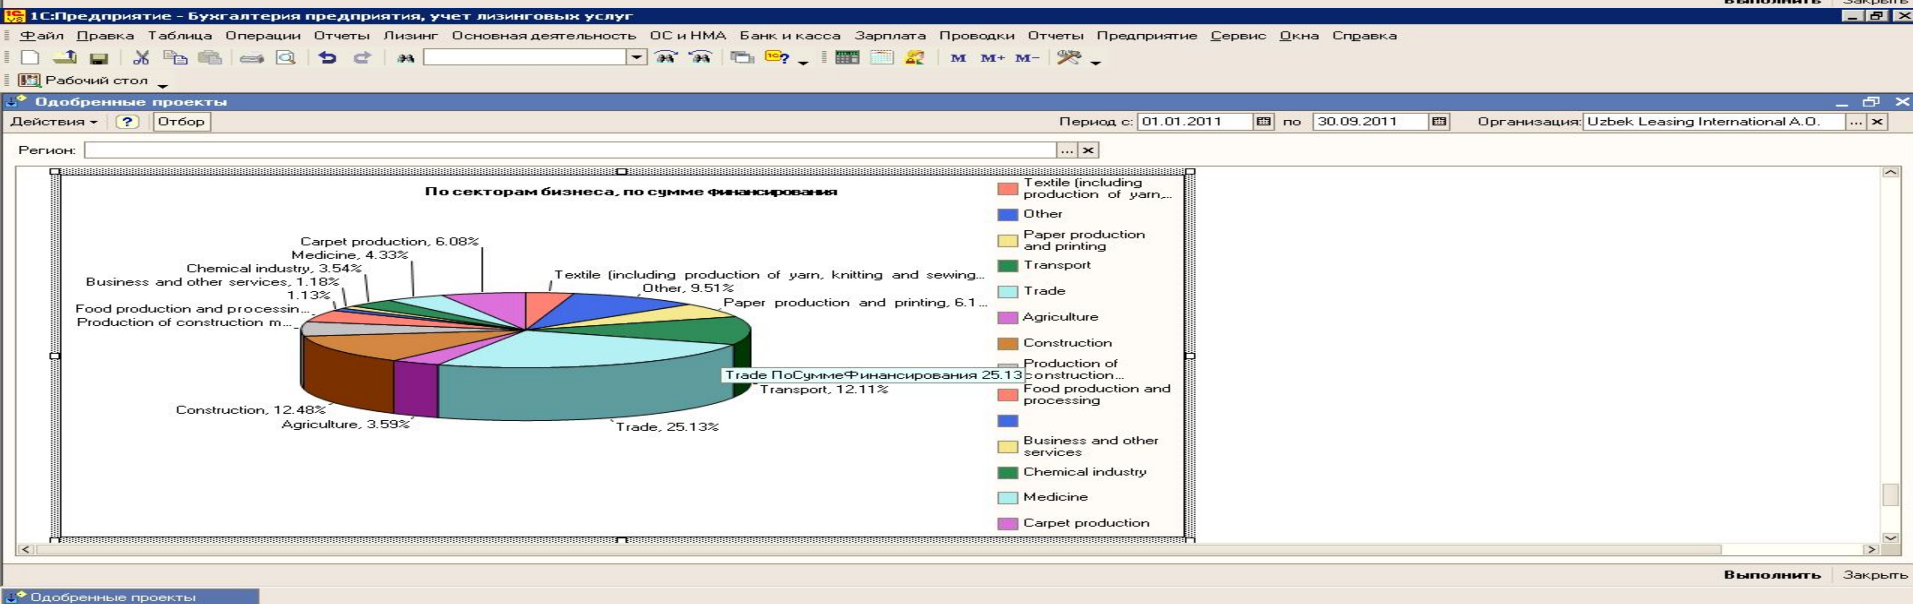 Выполнить Закрыть
1С:Предприятие - Бухгалтерия предприятия, учет лизинговых услуг
Файл Правка Таблица Операции Отчеты Лизинг Основная деятельность ОС и НМА Банк и касса Зарплата Проводки Отчеты Предприятие Сервис Окна Справка
M M+ M-
Рабочий стол
Одобренные проекты
Действия ? Отбор Период с: 01.01.2011 по 30.09.2011 Организация: Uzbek Leasing International A.O. ...
Регион: ...
По секторам бизнеса, по сумме финансирования
Carpet production, 6.08%
Medicine, 4.33%
Chemical industry, 3.54%
Business and other services, 1.18%
1.13%
Food production and processin...
Production of construction m...
Textile (including production of yarn, knitting and sewing...
Other, 9.51%
Paper production and printing, 6.1...
Trade ПоСуммеФинансирования 25.13
Transport, 12.11%
Construction, 12.48%
Agriculture, 3.59%
Trade, 25.13%
Textile (including
production of yarn,...
Other
Paper production
and printing
Transport
Trade
Agriculture
Construction
Production of
construction...
Food production and
processing
Business and other
services
Chemical industry
Medicine
Carpet production
Выполнить Закрыть
Одобренные проекты